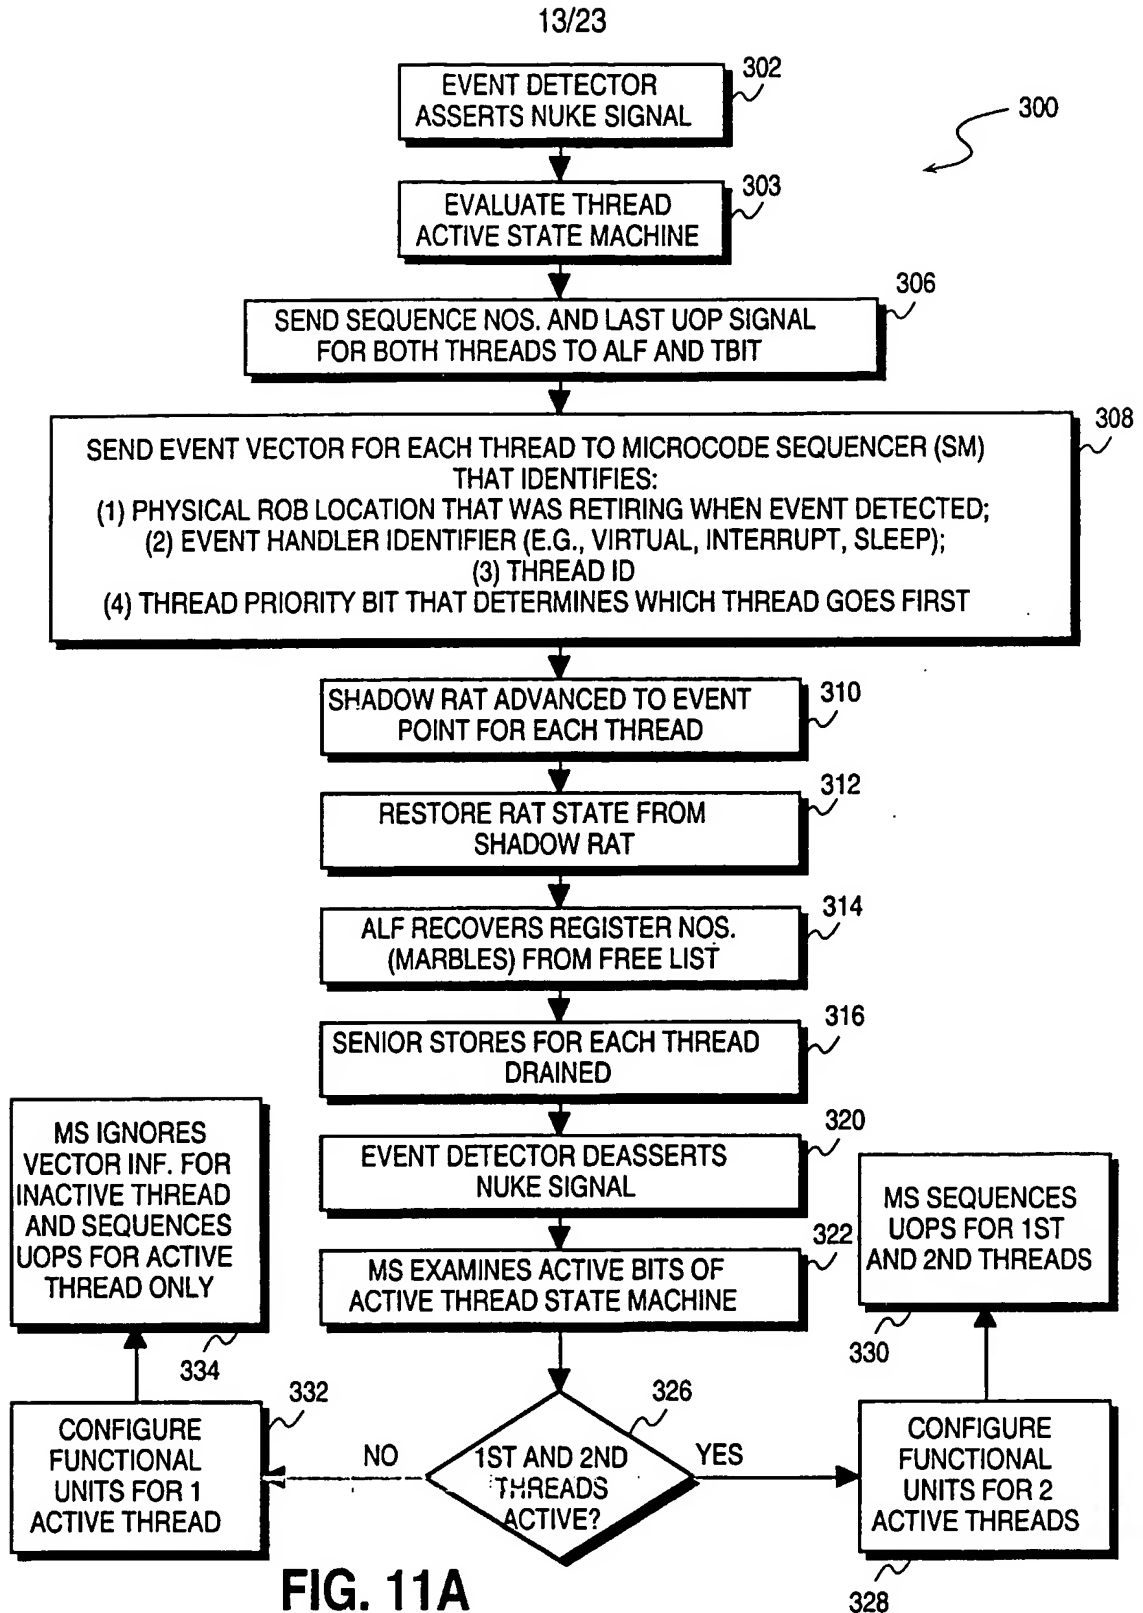 13/23
EVENT DETECTOR
ASSERTS NUKE SIGNAL
302
300
EVALUATE THREAD
ACTIVE STATE MACHINE
303
SEND SEQUENCE NOS. AND LAST UOP SIGNAL
FOR BOTH THREADS TO ALF AND TBIT
306
SEND EVENT VECTOR FOR EACH THREAD TO MICROCODE SEQUENCER (SM)
THAT IDENTIFIES:
(1) PHYSICAL ROB LOCATION THAT WAS RETIRING WHEN EVENT DETECTED;
(2) EVENT HANDLER IDENTIFIER (E.G., VIRTUAL, INTERRUPT, SLEEP);
(3) THREAD ID
(4) THREAD PRIORITY BIT THAT DETERMINES WHICH THREAD GOES FIRST
308
SHADOW RAT ADVANCED TO EVENT
POINT FOR EACH THREAD
310
RESTORE RAT STATE FROM
SHADOW RAT
312
ALF RECOVERS REGISTER NOS.
(MARBLES) FROM FREE LIST
314
SENIOR STORES FOR EACH THREAD
DRAINED
316
EVENT DETECTOR DEASSERTS
NUKE SIGNAL
320
MS EXAMINES ACTIVE BITS OF
ACTIVE THREAD STATE MACHINE
322
1ST AND 2ND
THREADS
ACTIVE?
326
NO
YES
CONFIGURE
FUNCTIONAL
UNITS FOR 1
ACTIVE THREAD
332
MS IGNORES
VECTOR INF. FOR
INACTIVE THREAD
AND SEQUENCES
UOPS FOR ACTIVE
THREAD ONLY
334
CONFIGURE
FUNCTIONAL
UNITS FOR 2
ACTIVE THREADS
328
MS SEQUENCES
UOPS FOR 1ST
AND 2ND THREADS
330
FIG. 11A